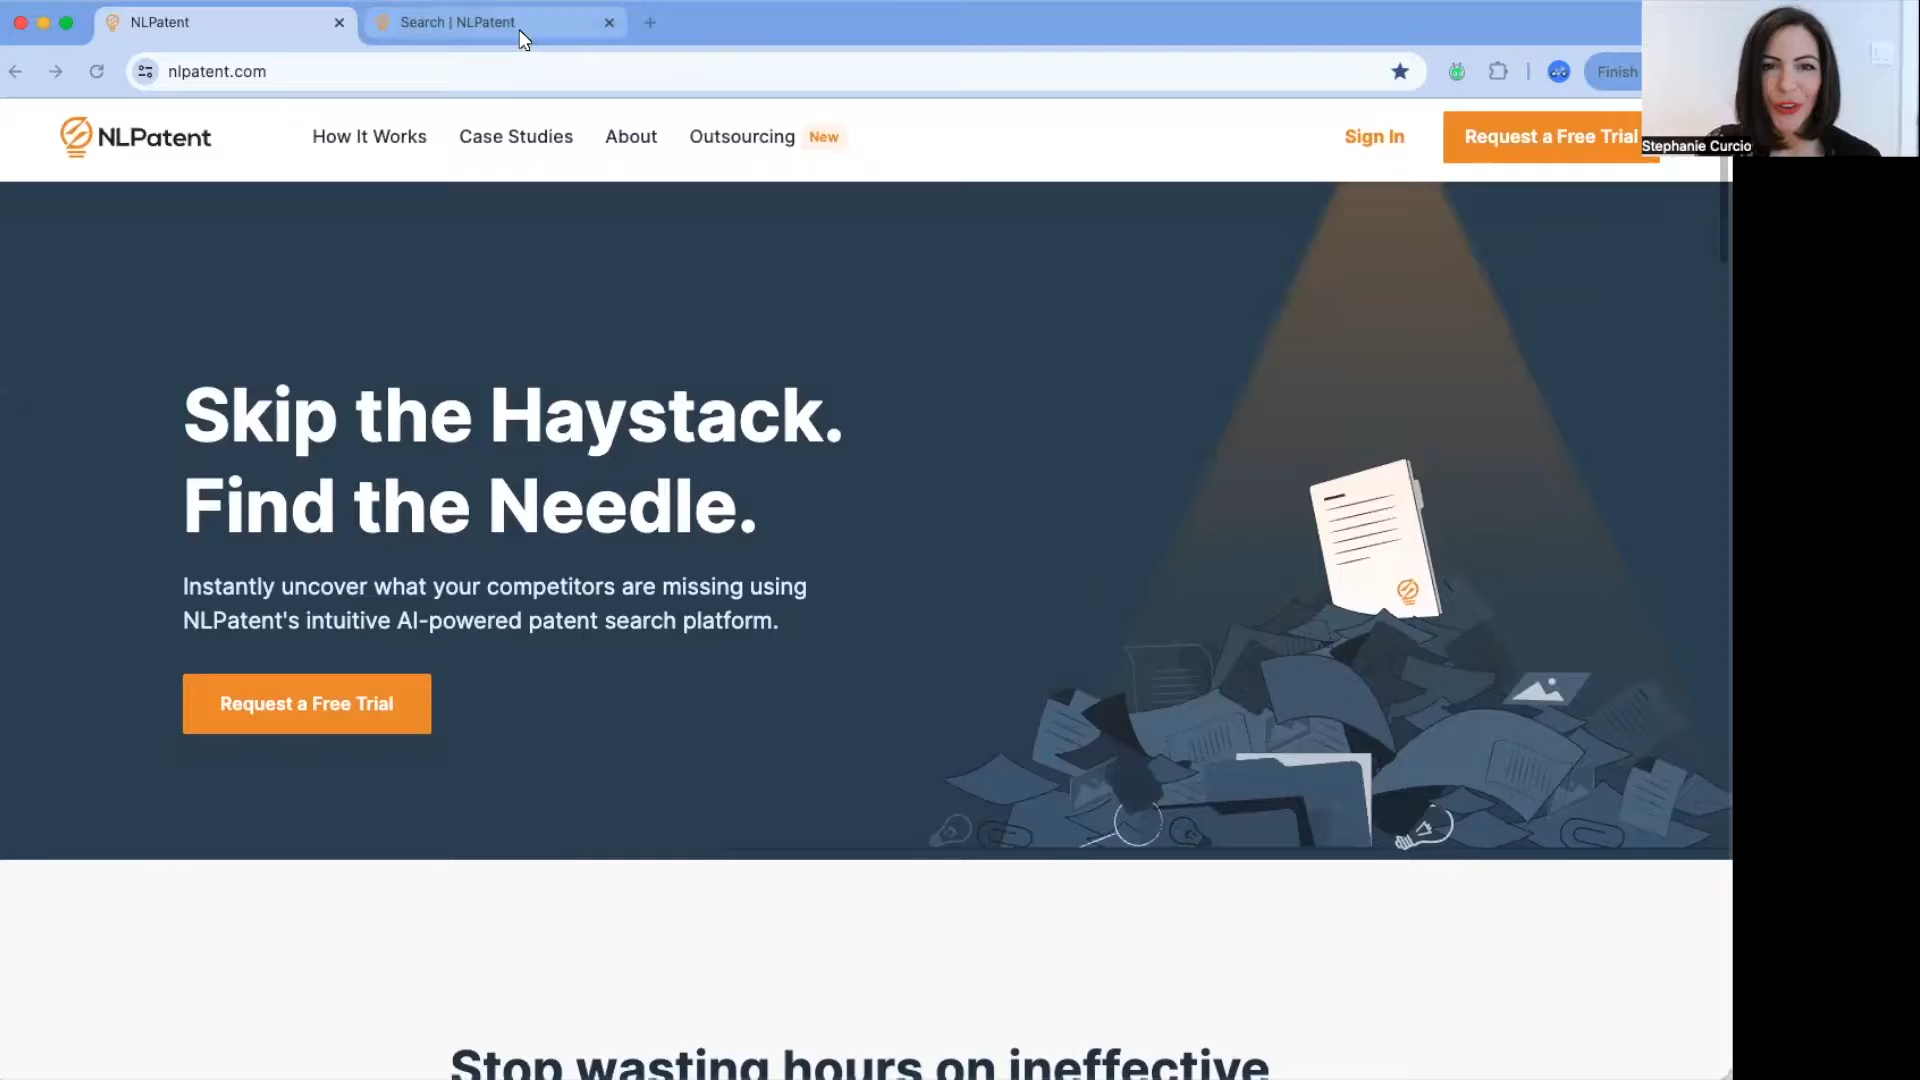 NLPatent
Search | NLPatent
nlpatent.com
Finish
NLPatent
How It Works
Case Studies
About
Outsourcing New
Sign In
Request a Free Trial
Stephanie Curcio
Skip the Haystack.
Find the Needle.
Instantly uncover what your competitors are missing using
NLPatent's intuitive AI-powered patent search platform.
Request a Free Trial
Stop wasting hours on ineffective